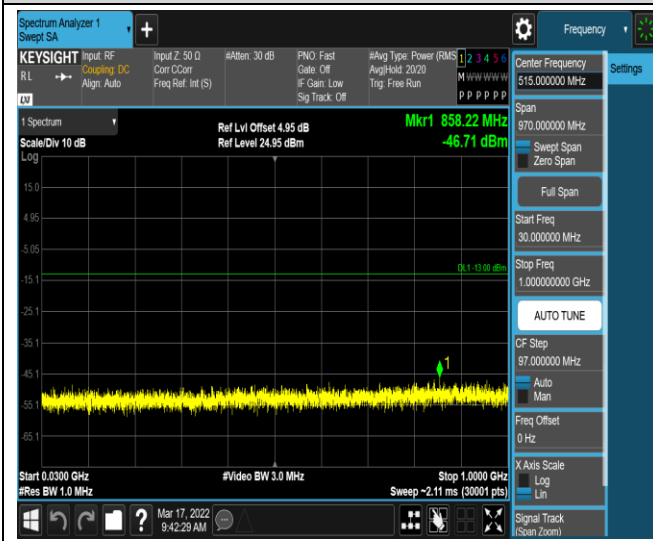 Spectrum Analyzer 1
Swept SA
+
Frequency
KEYSIGHT
RL
LXI
Input: RF
Coupling: DC
Align: Auto
Input Z: 50 Ω
Corr CCorr
Freq Ref: Int (S)
#Atten: 30 dB
PNO: Fast
Gate: Off
IF Gain: Low
Sig Track: Off
#Avg Type: Power (RMS
Avg|Hold: 20/20
Trig: Free Run
1 2 3 4 5 6
M W W W W W
P P P P P P
1 Spectrum
Scale/Div 10 dB
Log
Ref Lvl Offset 4.95 dB
Ref Level 24.95 dBm
Mkr1 858.22 MHz
-46.71 dBm
15.0
4.95
-5.05
-15.1
-25.1
-35.1
-45.1
-55.1
-65.1
DL1 -13.00 dBm
1
Start 0.0300 GHz
#Res BW 1.0 MHz
#Video BW 3.0 MHz
Stop 1.0000 GHz
Sweep ~2.11 ms (30001 pts)
?
Mar 17, 2022
9:42:29 AM
Center Frequency
515.000000 MHz
Span
970.000000 MHz
Swept Span
Zero Span
Full Span
Start Freq
30.000000 MHz
Stop Freq
1.000000000 GHz
AUTO TUNE
CF Step
97.000000 MHz
Auto
Man
Freq Offset
0 Hz
X Axis Scale
Log
Lin
Signal Track
(Span Zoom)
Settings